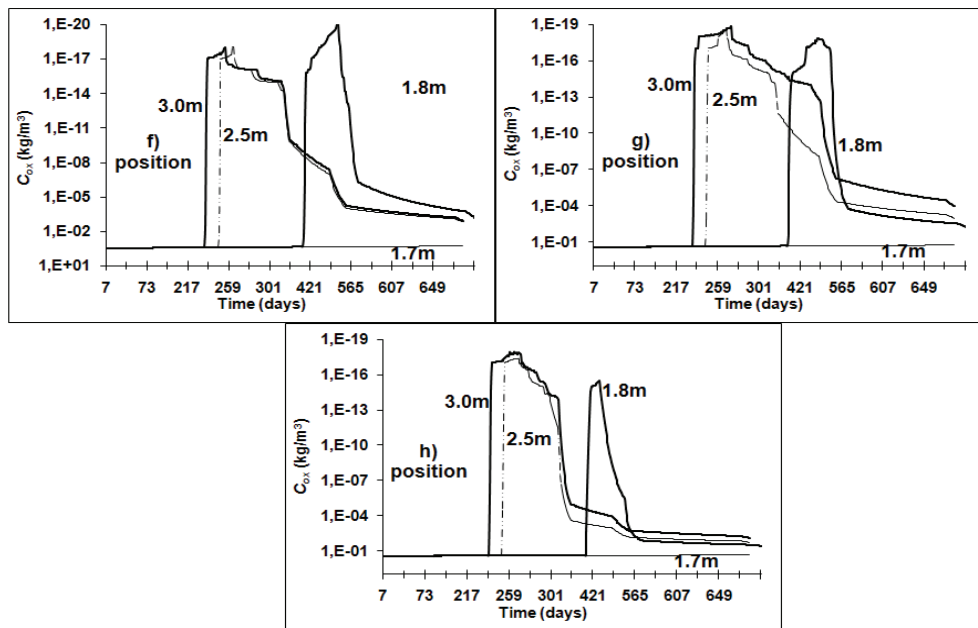 1,E-20
1,E-17
1,E-14
1,E-11
1,E-08
1,E-05
1,E-02
1,E+01
Cox (kg/m³)
3.0m
2.5m
1.8m
1.7m
f)
position
7 73 217 259 301 421 565 607 649
Time (days)
1,E-19
1,E-16
1,E-13
1,E-10
1,E-07
1,E-04
1,E-01
Cox (kg/m³)
3.0m
2.5m
1.8m
1.7m
g)
position
7 73 217 259 301 421 565 607 649
Time (days)
1,E-19
1,E-16
1,E-13
1,E-10
1,E-07
1,E-04
1,E-01
Cox (kg/m³)
3.0m
2.5m
1.8m
1.7m
h)
position
7 73 217 259 301 421 565 607 649
Time (days)